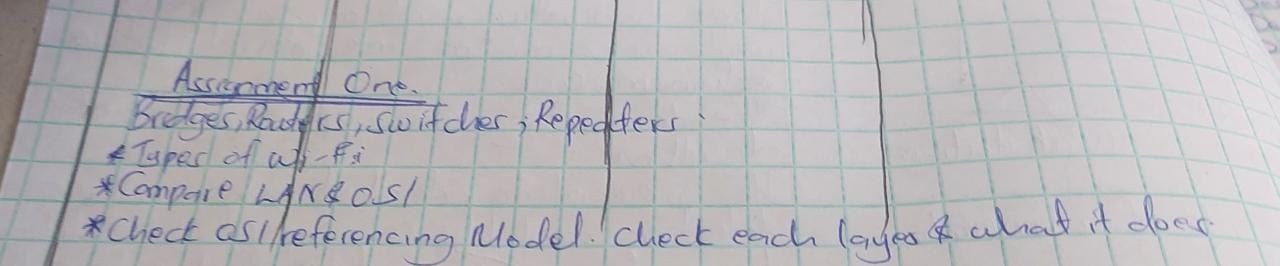 Assignment One.
Bridges, Routers, Switches, Repeaters.
* Types of Wi-Fi
* Compare LAN & OSI
* Check OSI referencing Model. Check each layer & what it does.